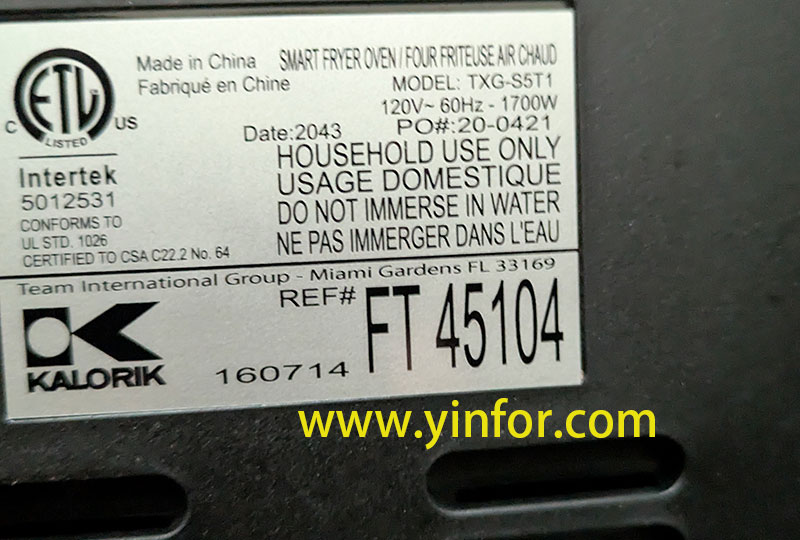 ETL
C US
LISTED
Intertek
5012531
CONFORMS TO
UL STD. 1026
CERTIFIED TO CSA C22.2 No. 64
Made in China
Fabriqué en Chine
SMART FRYER OVEN / FOUR FRITEUSE AIR CHAUD
MODEL: TXG-S5T1
120V~ 60Hz - 1700W
Date:2043 PO#:20-0421
HOUSEHOLD USE ONLY
USAGE DOMESTIQUE
DO NOT IMMERSE IN WATER
NE PAS IMMERGER DANS L'EAU
Team International Group - Miami Gardens FL 33169
KALORIK
160714
REF# FT 45104
www.yinfor.com